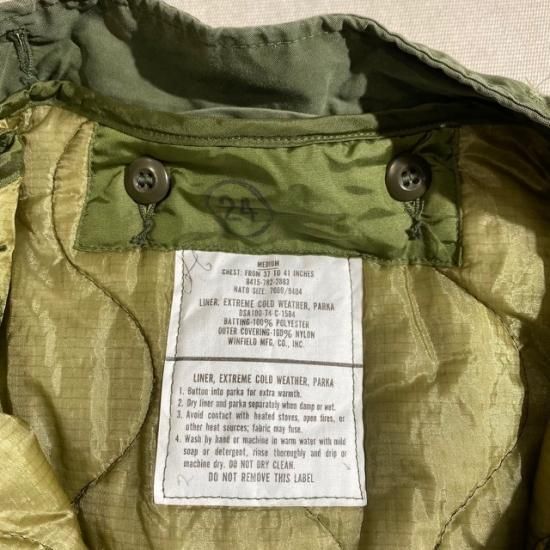 24
MEDIUM
CHEST: FROM 37 TO 41 INCHES
8415-782-2883
NATO SIZE: 7080/9404
LINER, EXTREME COLD WEATHER, PARKA
DSA100-74-C-1584
BATTING-100% POLYESTER
OUTER COVERING-100% NYLON
WINFIELD MFG. CO., INC.
LINER, EXTREME COLD WEATHER, PARKA
1. Button into parka for extra warmth.
2. Dry liner and parka separately when damp or wet.
3. Avoid contact with heated stoves, open fires, or
other heat sources; fabric may fuse.
4. Wash by hand or machine in warm water with mild
soap or detergent, rinse thoroughly and drip or
machine dry. DO NOT DRY CLEAN.
DO NOT REMOVE THIS LABEL